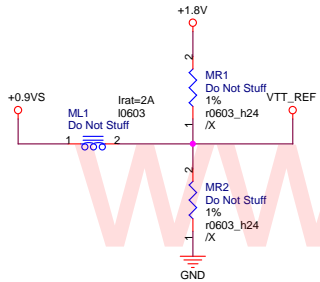 +1.8V
2
MR1
Do Not Stuff
1%
r0603_h24
/X
1
+0.9VS
ML1
Irat=2A
l0603
Do Not Stuff
1
2
VTT_REF
2
MR2
Do Not Stuff
1%
r0603_h24
/X
1
GND
WW